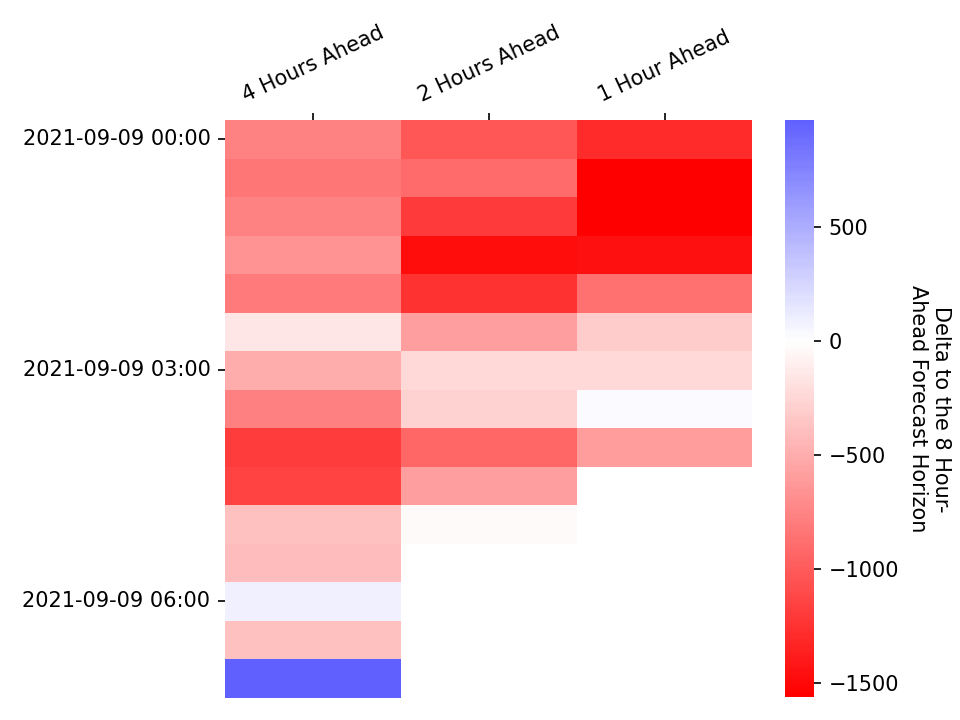 4 Hours Ahead
2 Hours Ahead
1 Hour Ahead
2021-09-09 00:00
2021-09-09 03:00
2021-09-09 06:00
500
0
−500
−1000
−1500
Delta to the 8 Hour-
Ahead Forecast Horizon